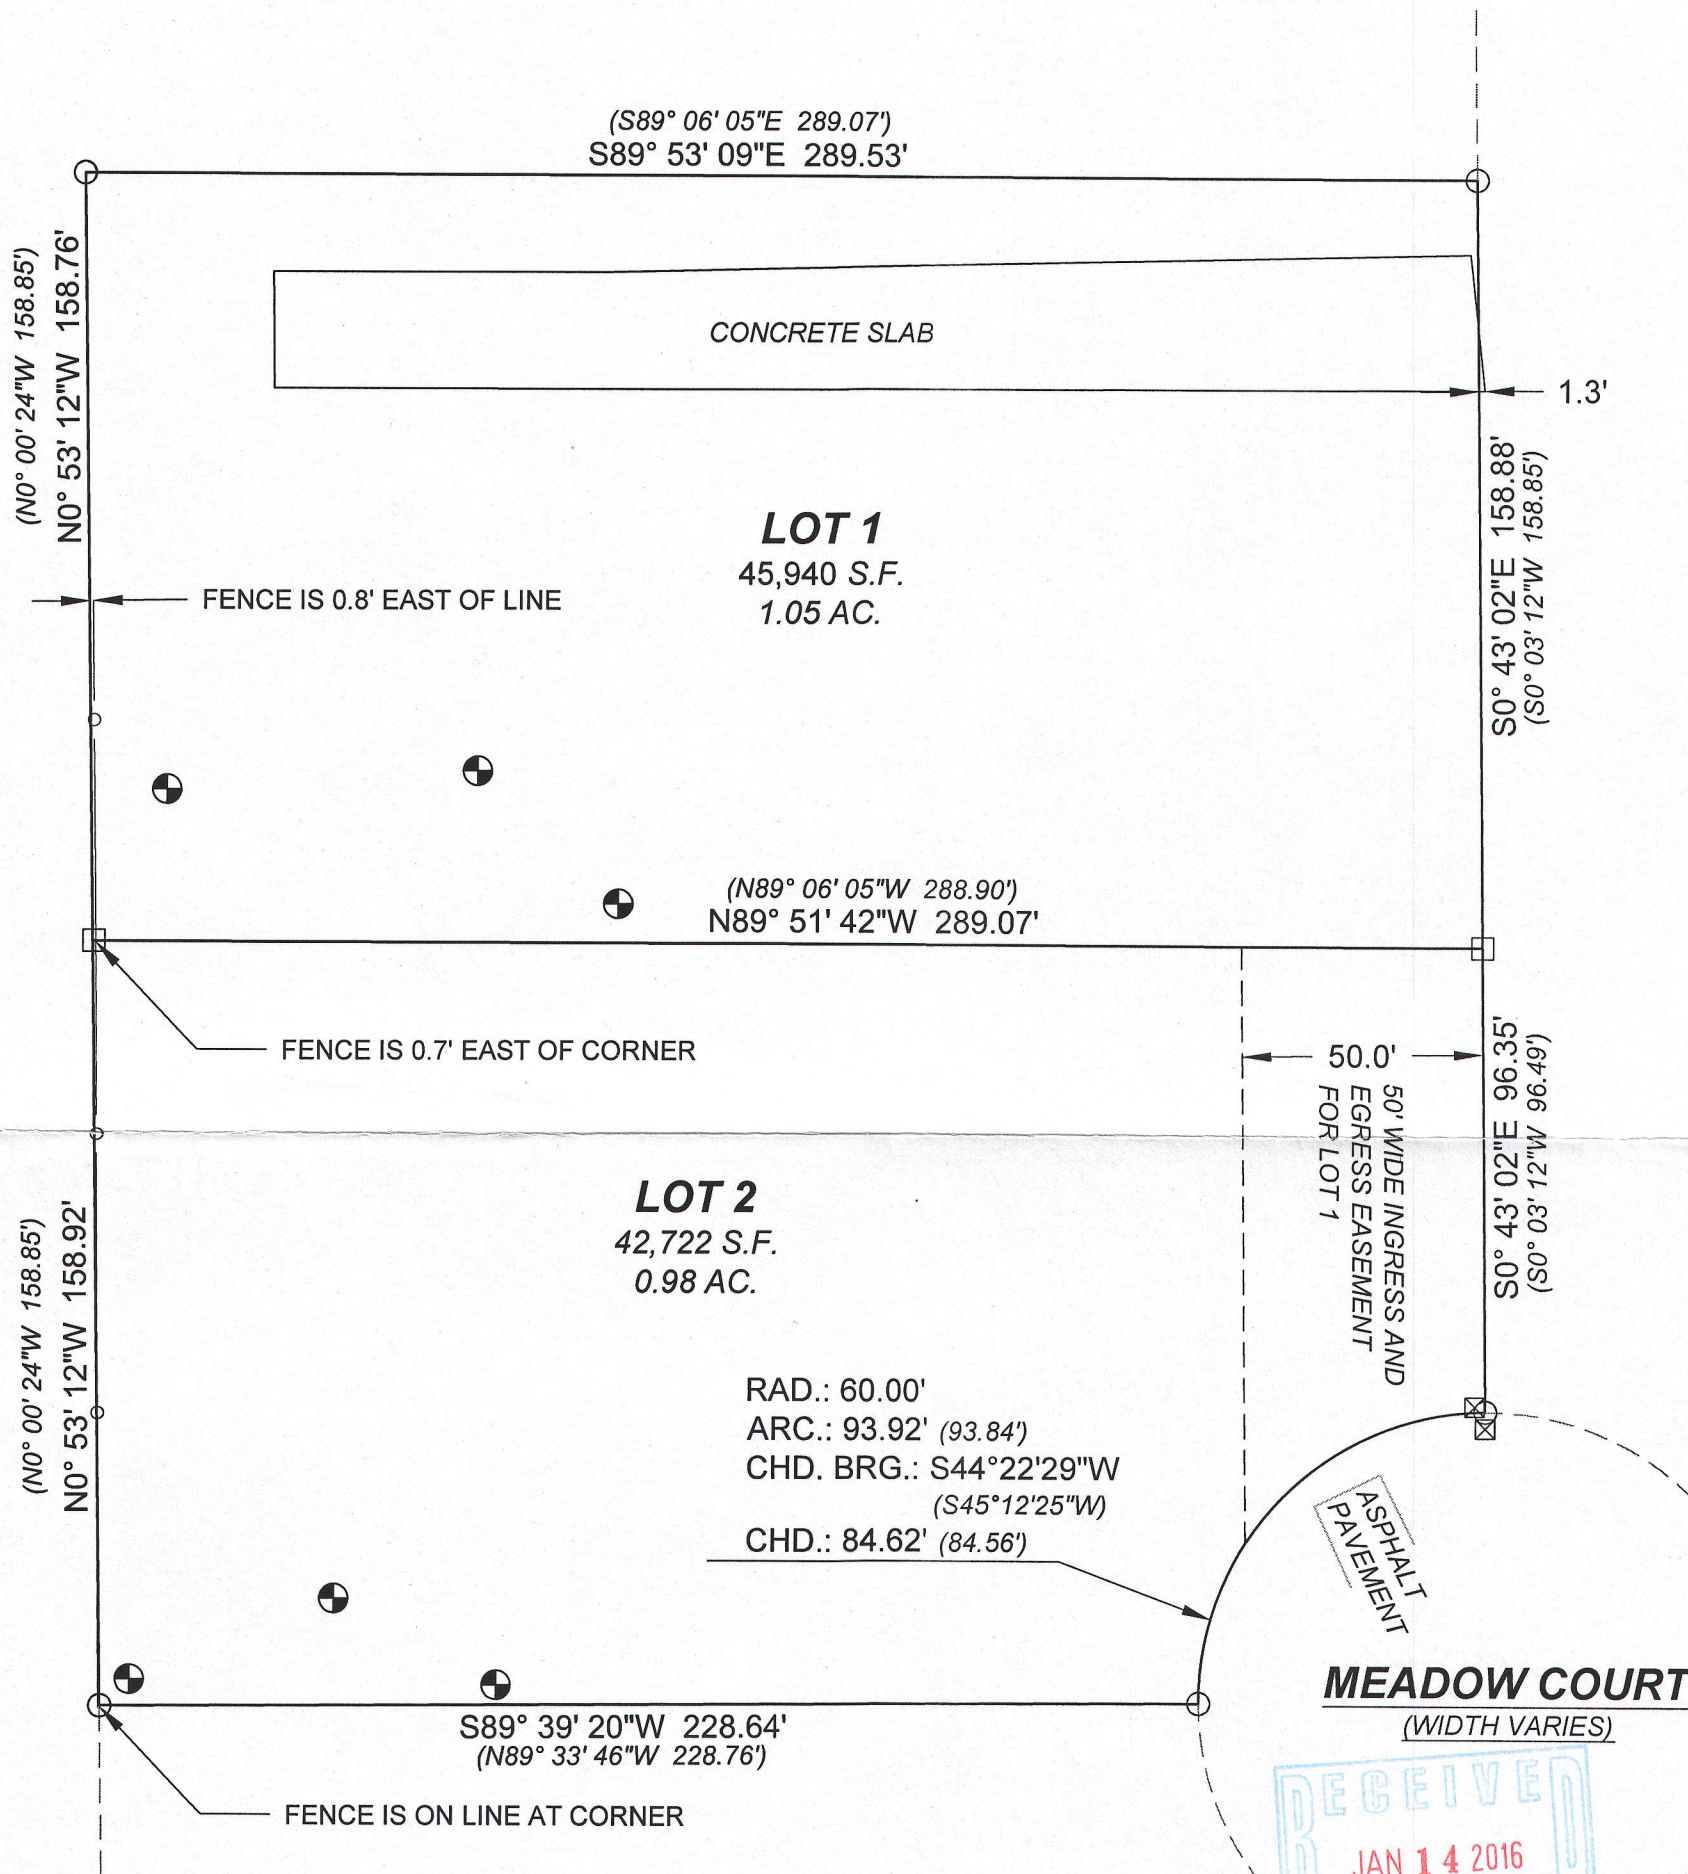 (S89° 06' 05"E 289.07')
S89° 53' 09"E 289.53'
(N0° 00' 24"W 158.85')
N0° 53' 12"W 158.76'
CONCRETE SLAB
1.3'
S0° 43' 02"E 158.88'
(S0° 03' 12"W 158.85')
LOT 1
45,940 S.F.
1.05 AC.
FENCE IS 0.8' EAST OF LINE
(N89° 06' 05"W 288.90')
N89° 51' 42"W 289.07'
FENCE IS 0.7' EAST OF CORNER
50.0'
50' WIDE INGRESS AND
EGRESS EASEMENT
FOR LOT 1
S0° 43' 02"E 96.35'
(S0° 03' 12"W 96.49')
LOT 2
42,722 S.F.
0.98 AC.
(N0° 00' 24"W 158.85')
N0° 53' 12"W 158.92'
RAD.: 60.00'
ARC.: 93.92' (93.84')
CHD. BRG.: S44°22'29"W
(S45°12'25"W)
CHD.: 84.62' (84.56')
ASPHALT
PAVEMENT
MEADOW COURT
(WIDTH VARIES)
S89° 39' 20"W 228.64'
(N89° 33' 46"W 228.76')
FENCE IS ON LINE AT CORNER
RECEIVED
JAN 14 2016